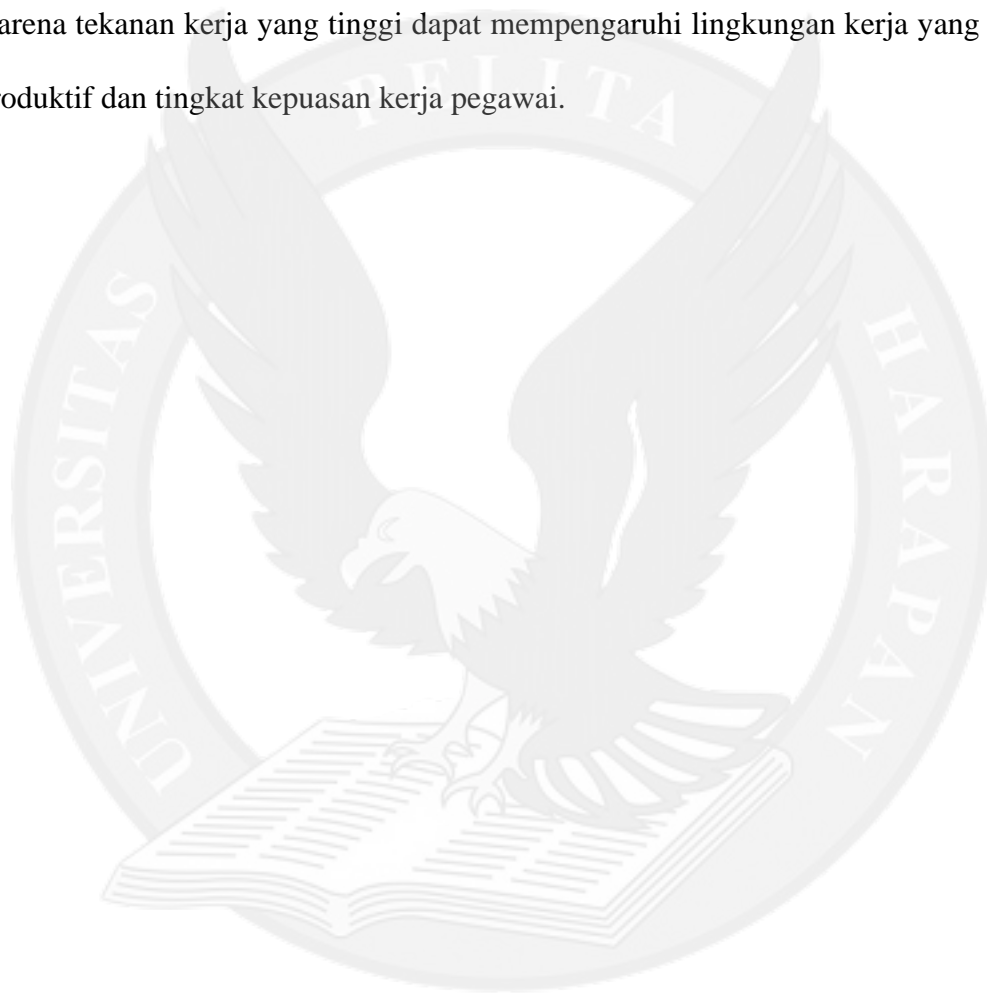 arena tekanan kerja yang tinggi dapat mempengaruhi lingkungan kerja yang
roduktif dan tingkat kepuasan kerja pegawai.
UNIVERSITAS PELITA HARAPAN